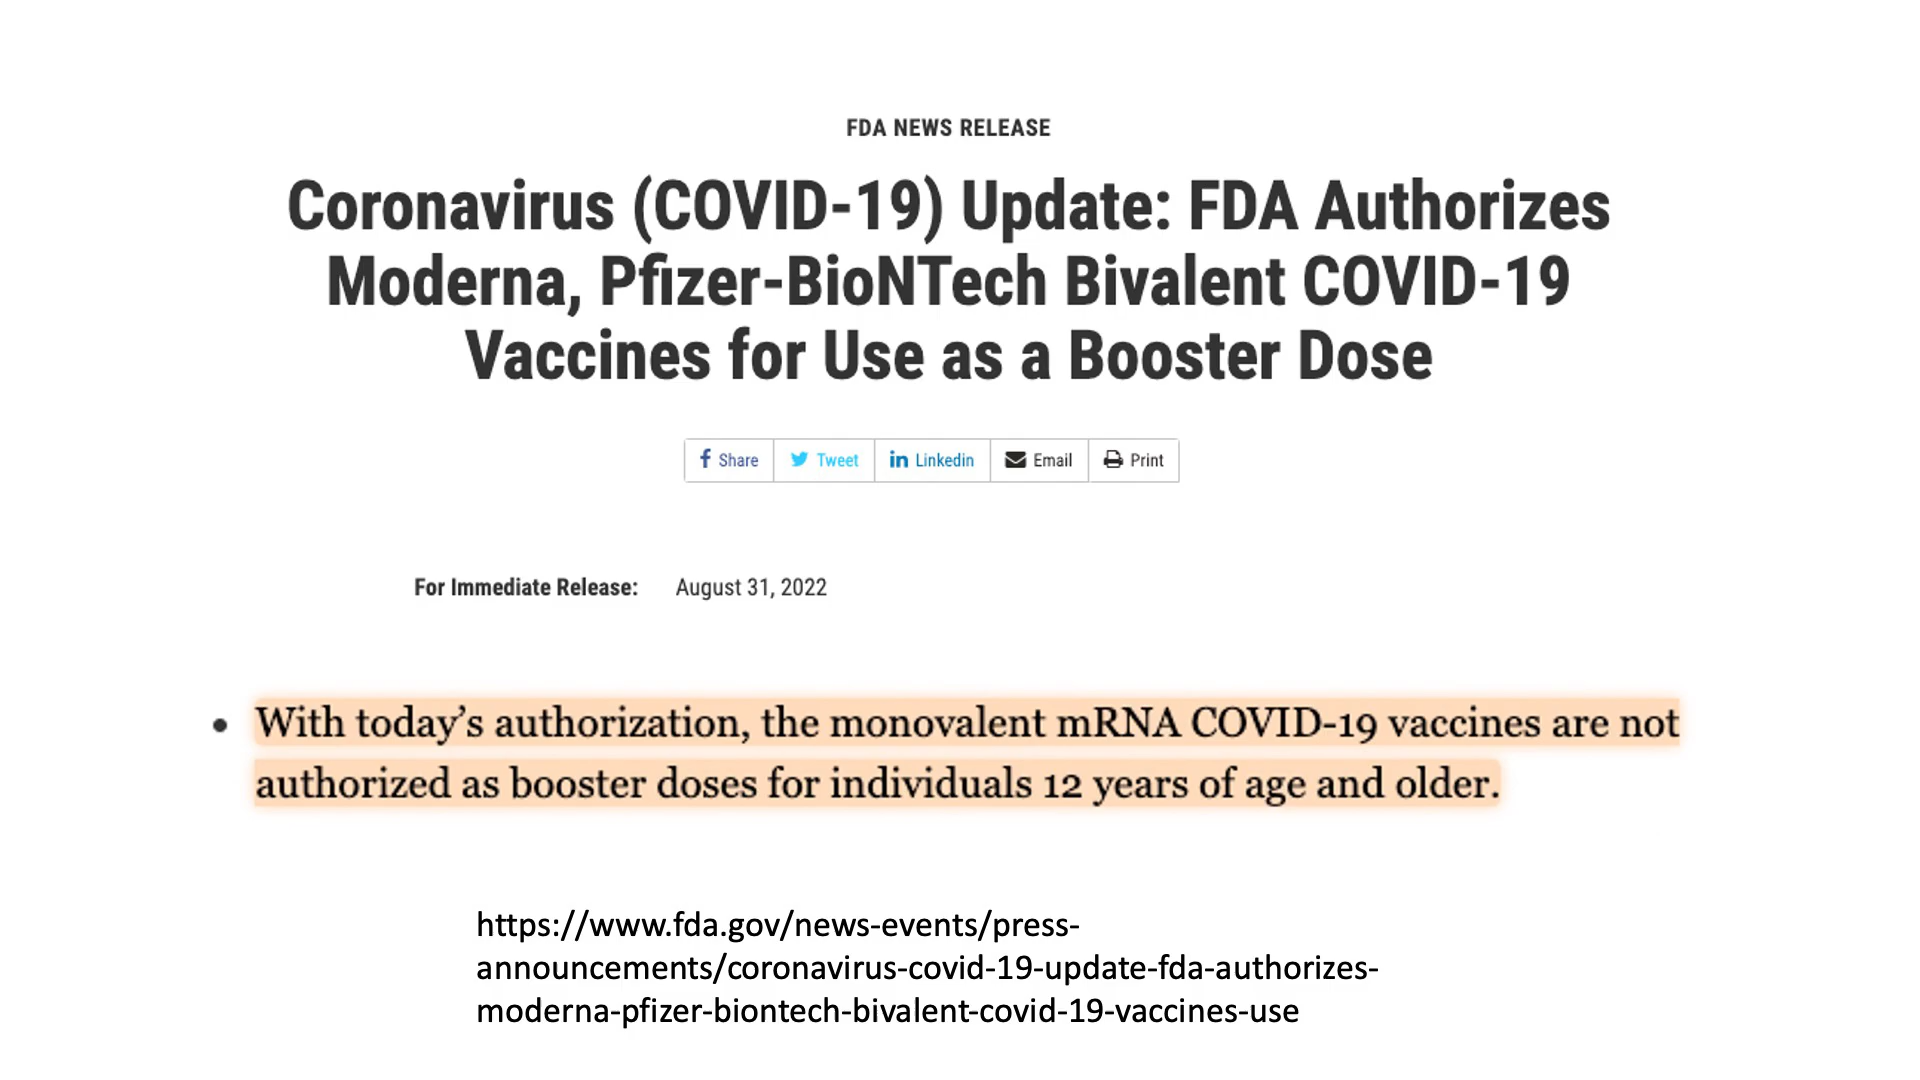 FDA NEWS RELEASE
Coronavirus (COVID-19) Update: FDA Authorizes
Moderna, Pfizer-BioNTech Bivalent COVID-19
Vaccines for Use as a Booster Dose
Share Tweet Linkedin Email Print
For Immediate Release: August 31, 2022
• With today’s authorization, the monovalent mRNA COVID-19 vaccines are not
authorized as booster doses for individuals 12 years of age and older.
https://www.fda.gov/news-events/press-
announcements/coronavirus-covid-19-update-fda-authorizes-
moderna-pfizer-biontech-bivalent-covid-19-vaccines-use